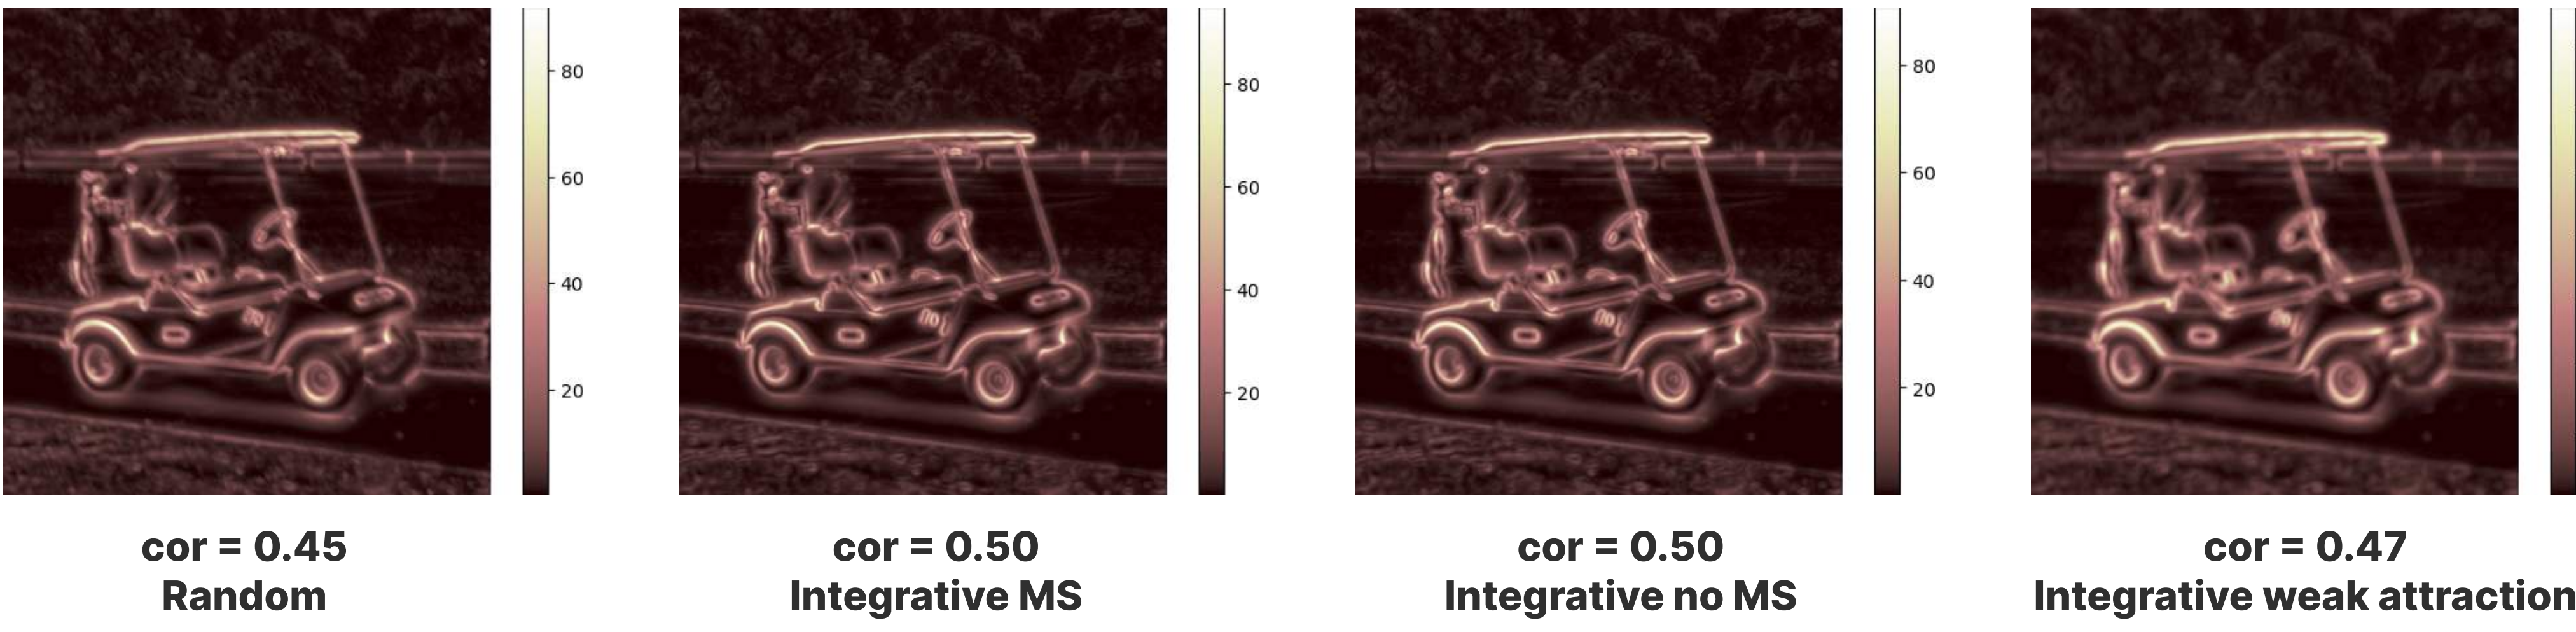 80
60
40
20
80
60
40
20
80
60
40
20
cor = 0.45
Random
cor = 0.50
Integrative MS
cor = 0.50
Integrative no MS
cor = 0.47
Integrative weak attraction